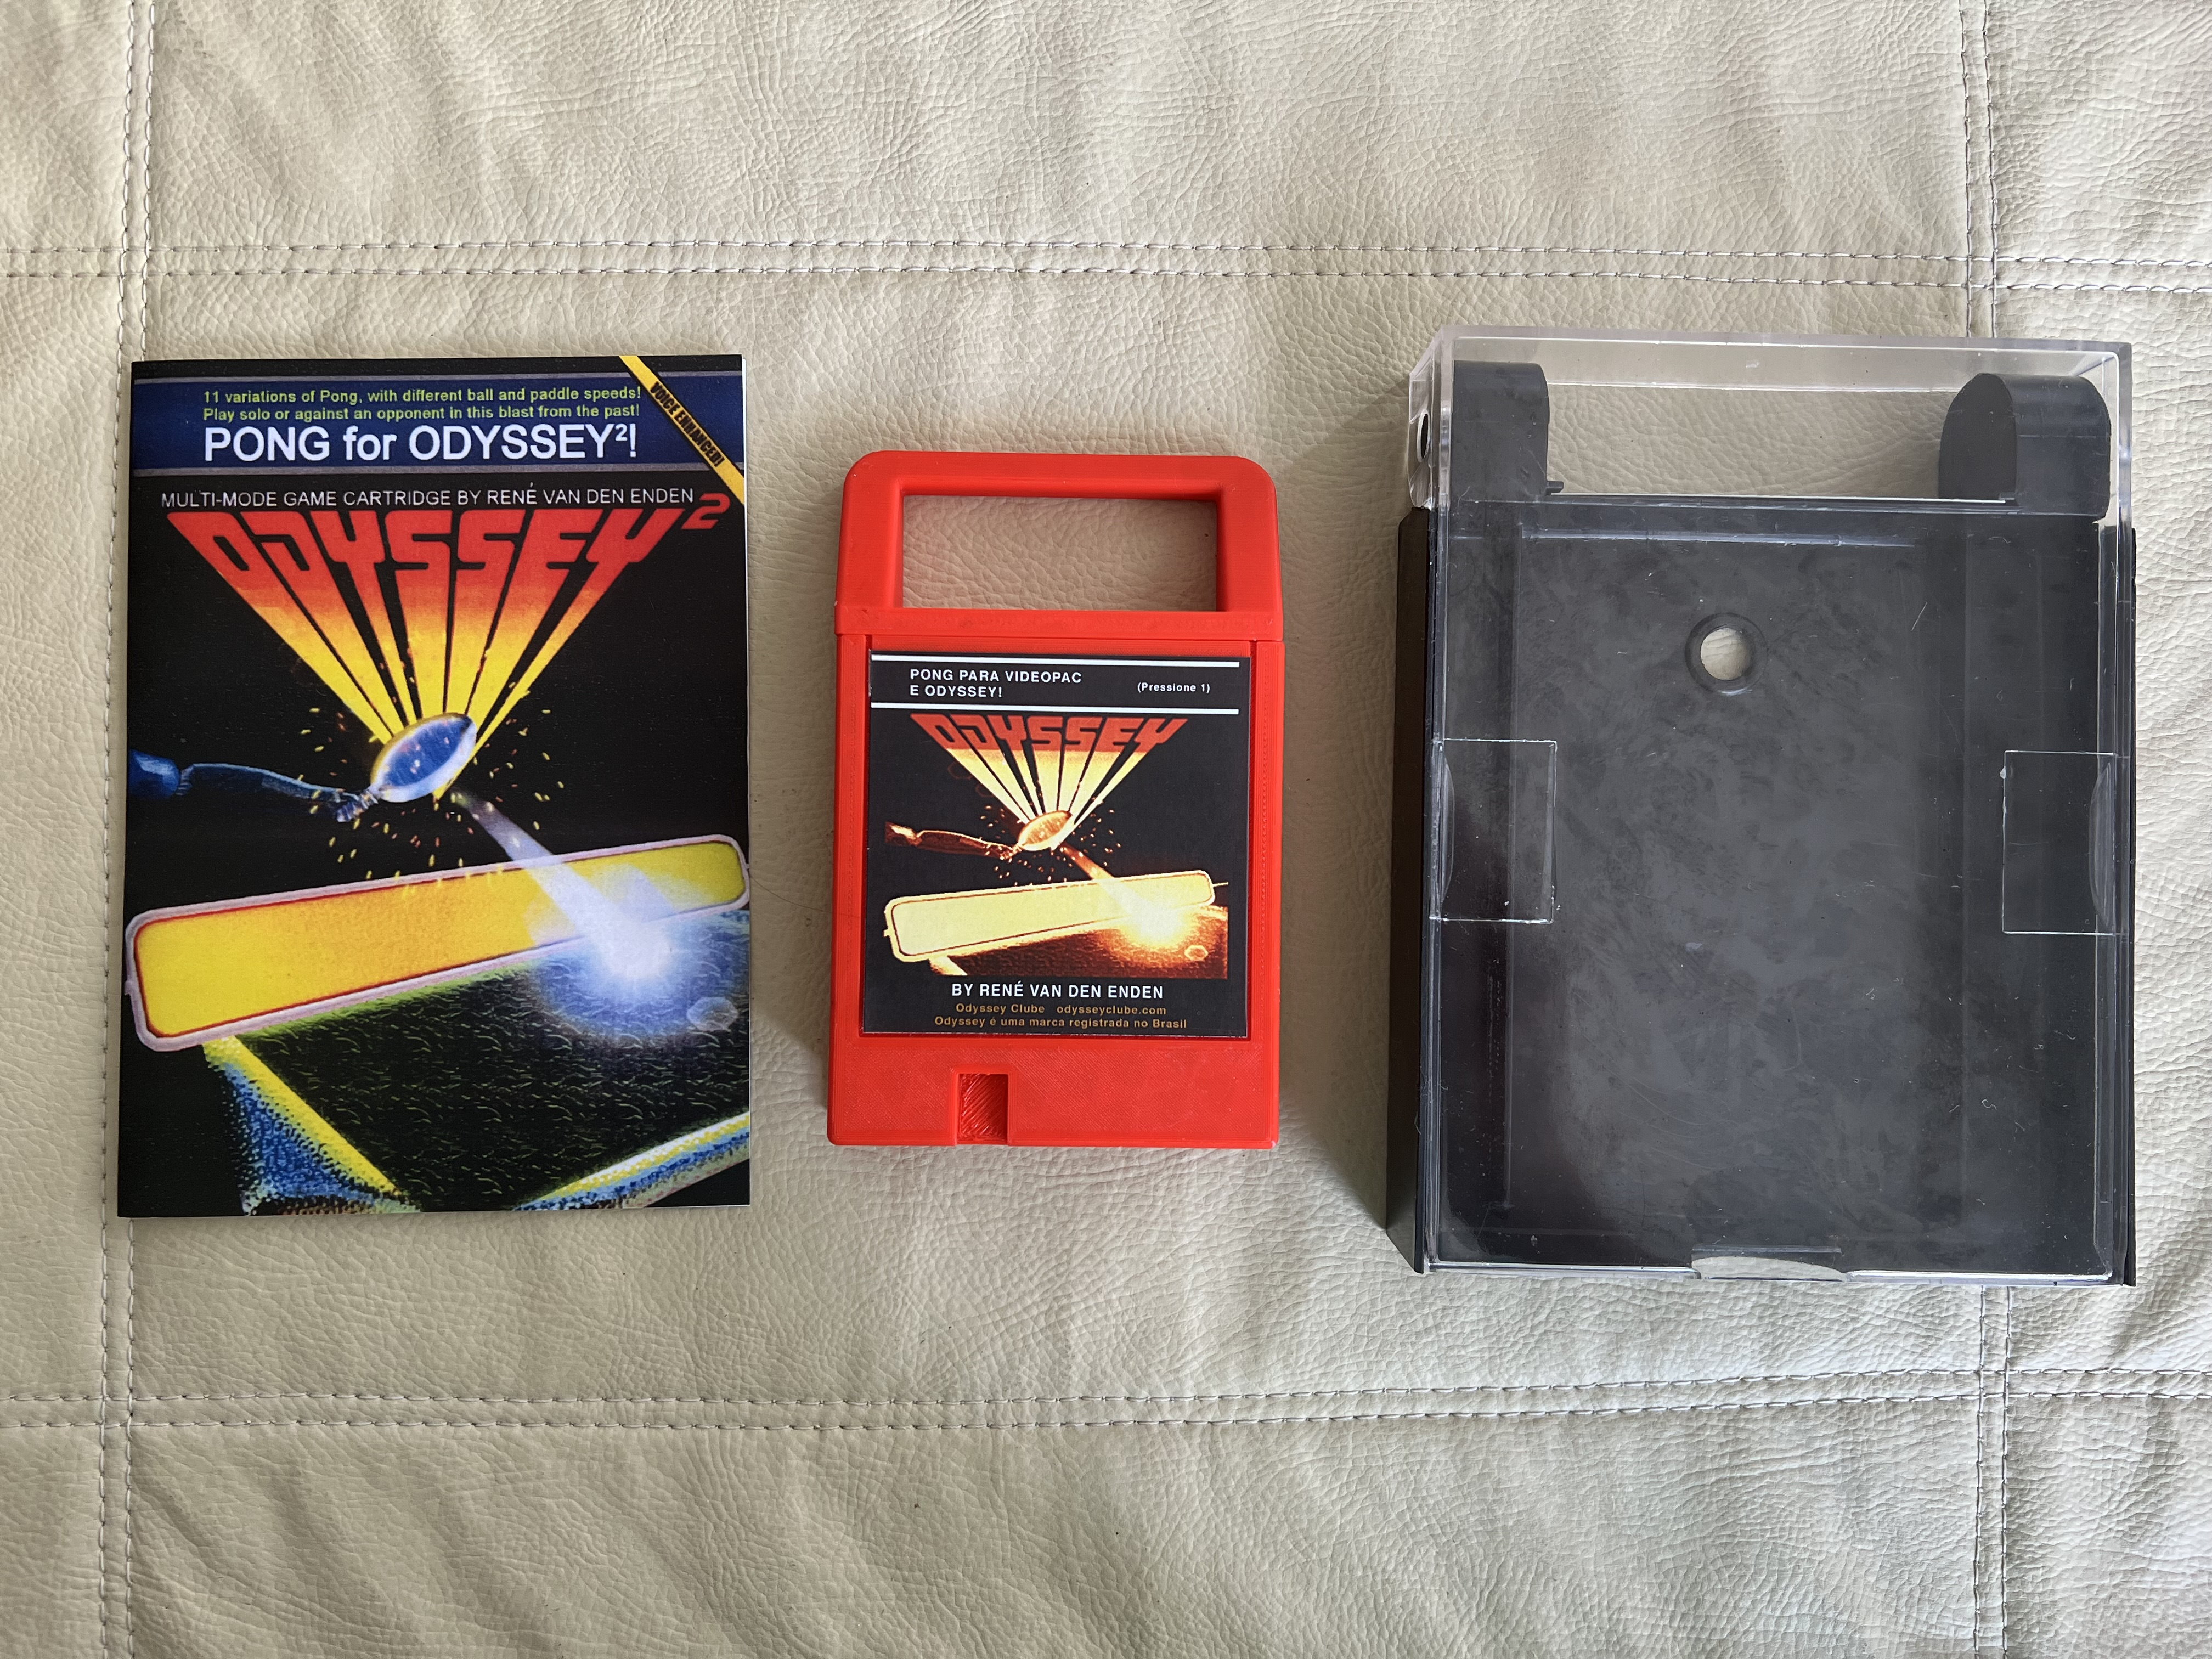 11 variations of Pong, with different ball and paddle speeds!
Play solo or against an opponent in this blast from the past!
PONG for ODYSSEY²!
VOICE ENHANCED!
MULTI-MODE GAME CARTRIDGE BY RENÉ VAN DEN ENDEN
ODYSSEY²
PONG PARA VIDEOPAC
E ODYSSEY!
(Pressione 1)
ODYSSEY
BY RENÉ VAN DEN ENDEN
Odyssey Clube odysseyclube.com
Odyssey é uma marca registrada no Brasil